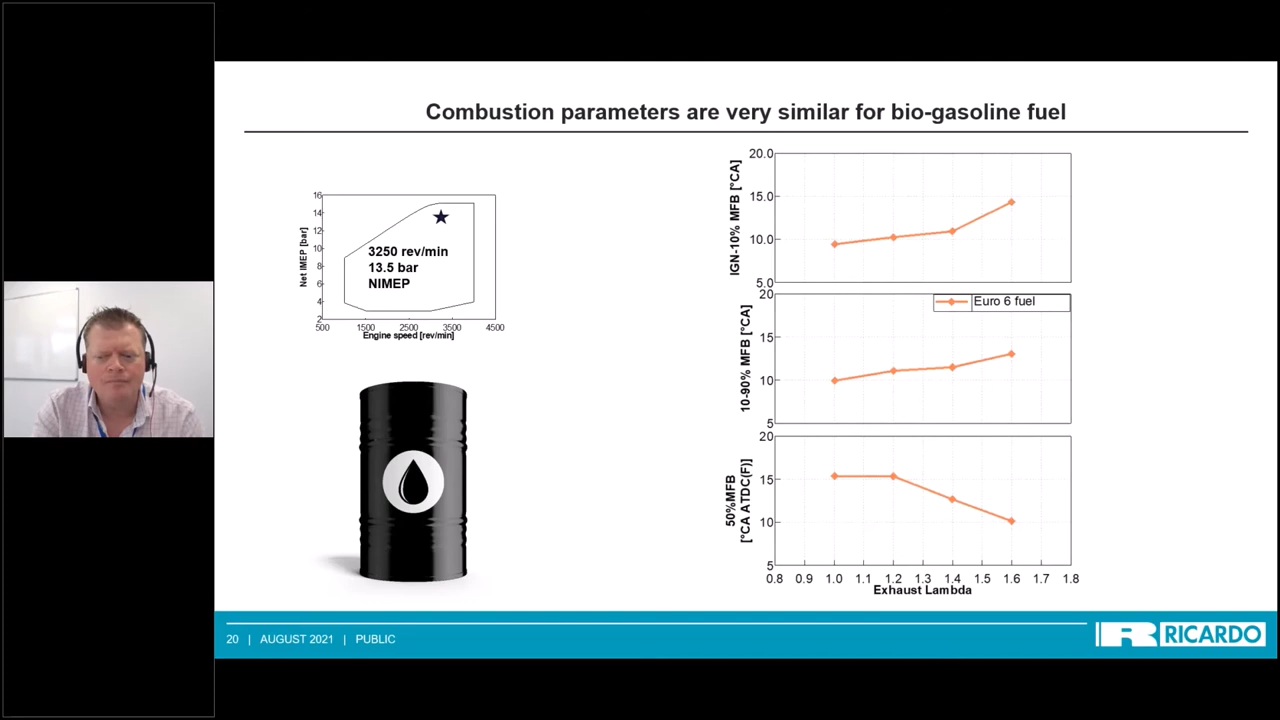 Combustion parameters are very similar for bio-gasoline fuel
Net IMEP [bar]
16
14
12
10
8
6
4
2
3250 rev/min
13.5 bar
NIMEP
500 1500 2500 3500 4500
Engine speed [rev/min]
IGN-10% MFB [°CA]
20.0
15.0
10.0
5.0
10-90% MFB [°CA]
20
15
10
5
Euro 6 fuel
50%MFB
[°CA ATDC(F)]
20
15
10
5
0.8 0.9 1.0 1.1 1.2 1.3 1.4 1.5 1.6 1.7 1.8
Exhaust Lambda
20 | AUGUST 2021 | PUBLIC
RICARDO